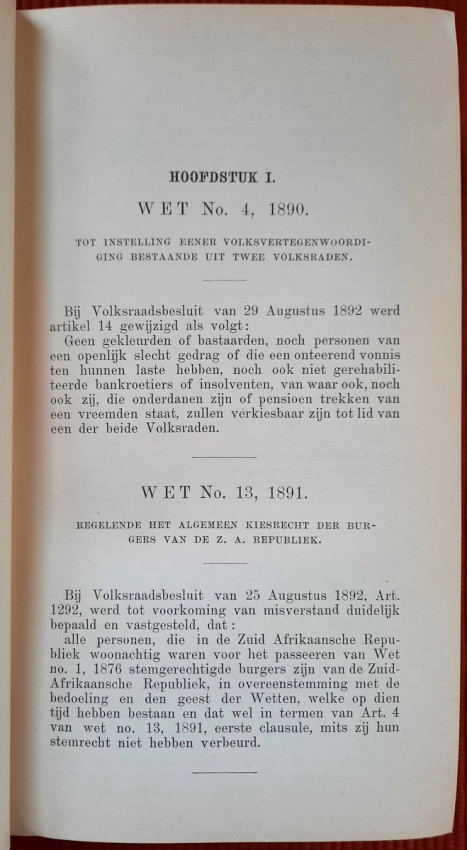 HOOFDSTUK I.
WET No. 4, 1890.
TOT INSTELLING EENER VOLKSVERTEGENWOORDI-
GING BESTAANDE UIT TWEE VOLKSRADEN.
Bij Volksraadsbesluit van 29 Augustus 1892 werd
artikel 14 gewijzigd als volgt:
Geen gekleurden of bastaarden, noch personen van
een openlijk slecht gedrag of die een onteerend vonnis
ten hunnen laste hebben, noch ook niet gerehabili-
teerde bankroetiers of insolventen, van waar ook, noch
ook zij, die onderdanen zijn of pensioen trekken van
een vreemden staat, zullen verkiesbaar zijn tot lid van
een der beide Volksraden.
WET No. 13, 1891.
REGELENDE HET ALGEMEEN KIESRECHT DER BUR-
GERS VAN DE Z. A. REPUBLIEK.
Bij Volksraadsbesluit van 25 Augustus 1892, Art.
1292, werd tot voorkoming van misverstand duidelijk
bepaald en vastgesteld, dat:
alle personen, die in de Zuid Afrikaansche Repu-
bliek woonachtig waren voor het passeeren van Wet
no. 1, 1876 stemgerechtigde burgers zijn van de Zuid-
Afrikaansche Republiek, in overeenstemming met de
bedoeling en den geest der Wetten, welke op dien
tijd hebben bestaan en dat wel in termen van Art. 4
van wet no. 13, 1891, eerste clausule, mits zij hun
stemrecht niet hebben verbeurd.